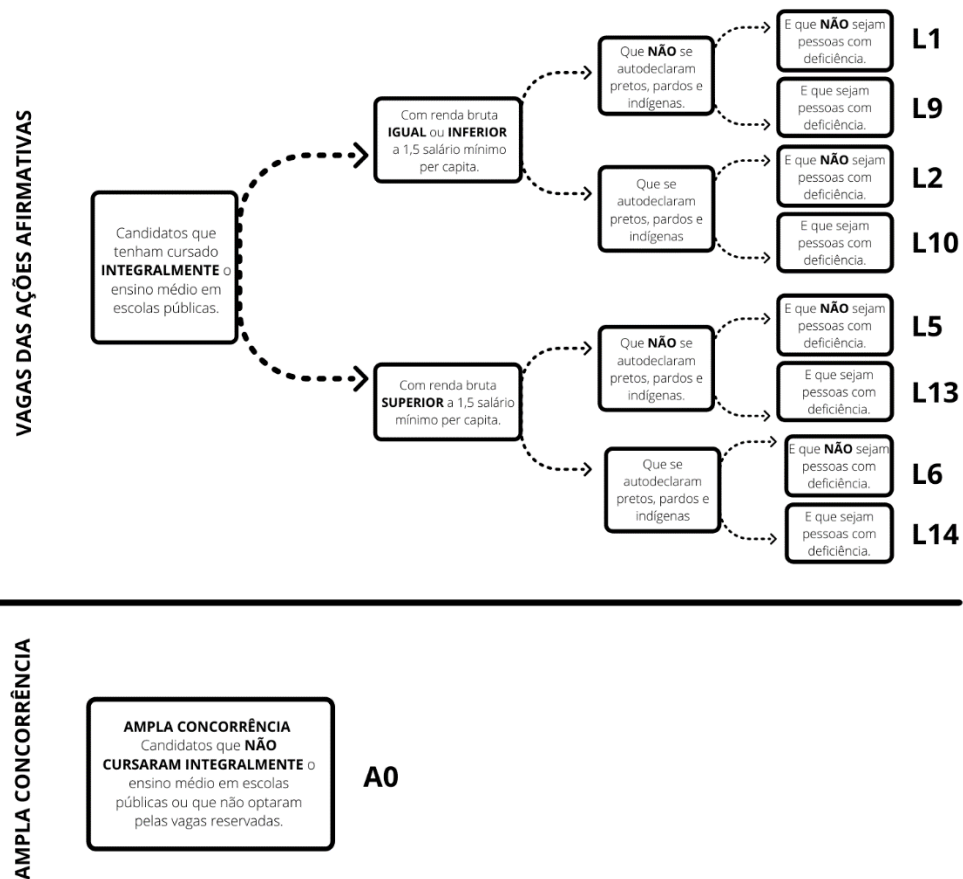 VAGAS DAS AÇÕES AFIRMATIVAS
Candidatos que
tenham cursado
INTEGRALMENTE o
ensino médio em
escolas públicas.
Com renda bruta
IGUAL ou INFERIOR
a 1,5 salário mínimo
per capita.
Que NÃO se
autodeclaram
pretos, pardos e
indígenas.
E que NÃO sejam
pessoas com
deficiência.
L1
E que sejam
pessoas com
deficiência.
L9
Que se
autodeclaram
pretos, pardos e
indígenas
E que NÃO sejam
pessoas com
deficiência.
L2
E que sejam
pessoas com
deficiência.
L10
Com renda bruta
SUPERIOR a 1,5 salário
mínimo per capita.
Que NÃO se
autodeclaram
pretos, pardos e
indígenas.
E que NÃO sejam
pessoas com
deficiência.
L5
E que sejam
pessoas com
deficiência.
L13
Que se
autodeclaram
pretos, pardos e
indígenas
E que NÃO sejam
pessoas com
deficiência.
L6
E que sejam
pessoas com
deficiência.
L14
AMPLA CONCORRÊNCIA
AMPLA CONCORRÊNCIA
Candidatos que NÃO
CURSARAM INTEGRALMENTE o
ensino médio em escolas
públicas ou que não optaram
pelas vagas reservadas.
A0